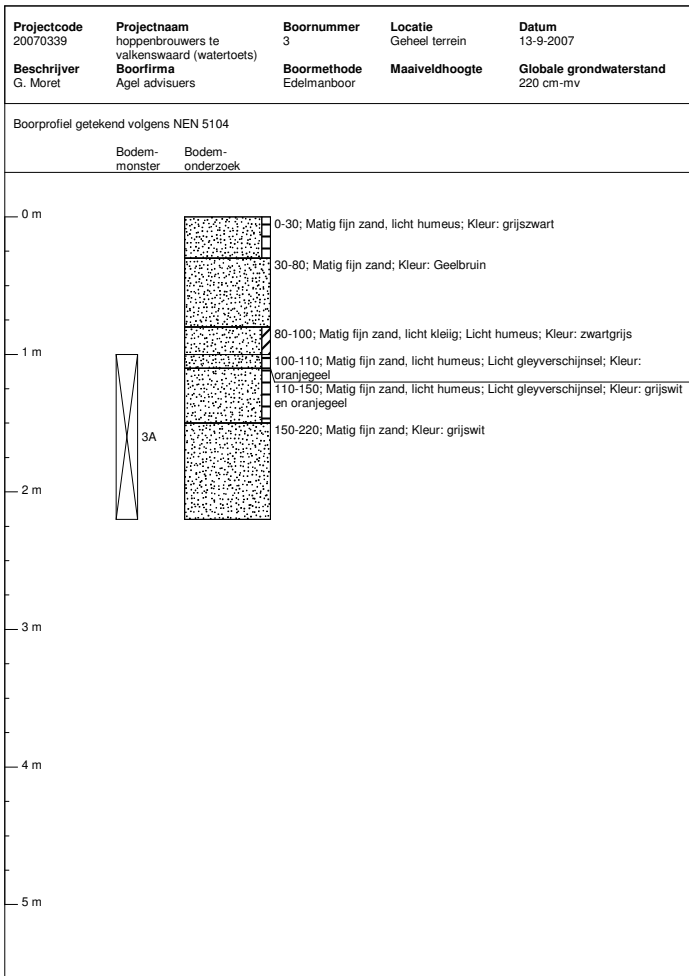 Projectcode Projectnaam Boornummer Locatie Datum
20070339 hoppenbrouwers te 3 Geheel terrein 13-9-2007
valkenswaard (watertoets)
Beschrijver Boorfirma Boormethode Maaiveldhoogte Globale grondwaterstand
G. Moret Agel advisuers Edelmanboor 220 cm-mv
Boorprofiel getekend volgens NEN 5104
Bodem- Bodem-
monster onderzoek
0 m
0-30; Matig fijn zand, licht humeus; Kleur: grijszwart
30-80; Matig fijn zand; Kleur: Geelbruin
80-100; Matig fijn zand, licht kleiig; Licht humeus; Kleur: zwartgrijs
1 m
100-110; Matig fijn zand, licht humeus; Licht gleyverschijnsel; Kleur:
oranjegeel
110-150; Matig fijn zand, licht humeus; Licht gleyverschijnsel; Kleur: grijswit
en oranjegeel
150-220; Matig fijn zand; Kleur: grijswit
3A
2 m
3 m
4 m
5 m